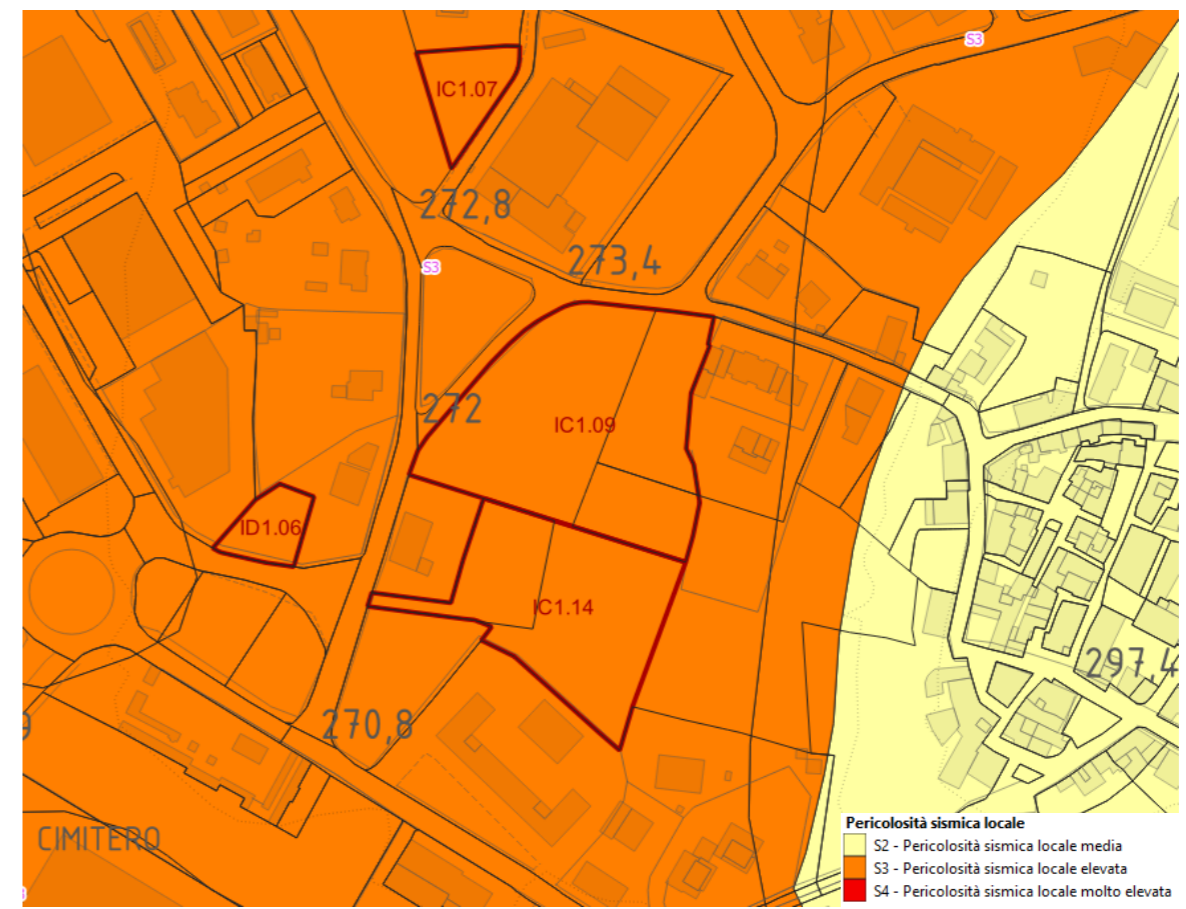 S3
IC1.07
272,8
273,4
S3
272
IC1.09
ID1.06
IC1.14
297,4
270,8
9
CIMITERO
Pericolosità sismica locale
S2 - Pericolosità sismica locale media
S3 - Pericolosità sismica locale elevata
S4 - Pericolosità sismica locale molto elevata